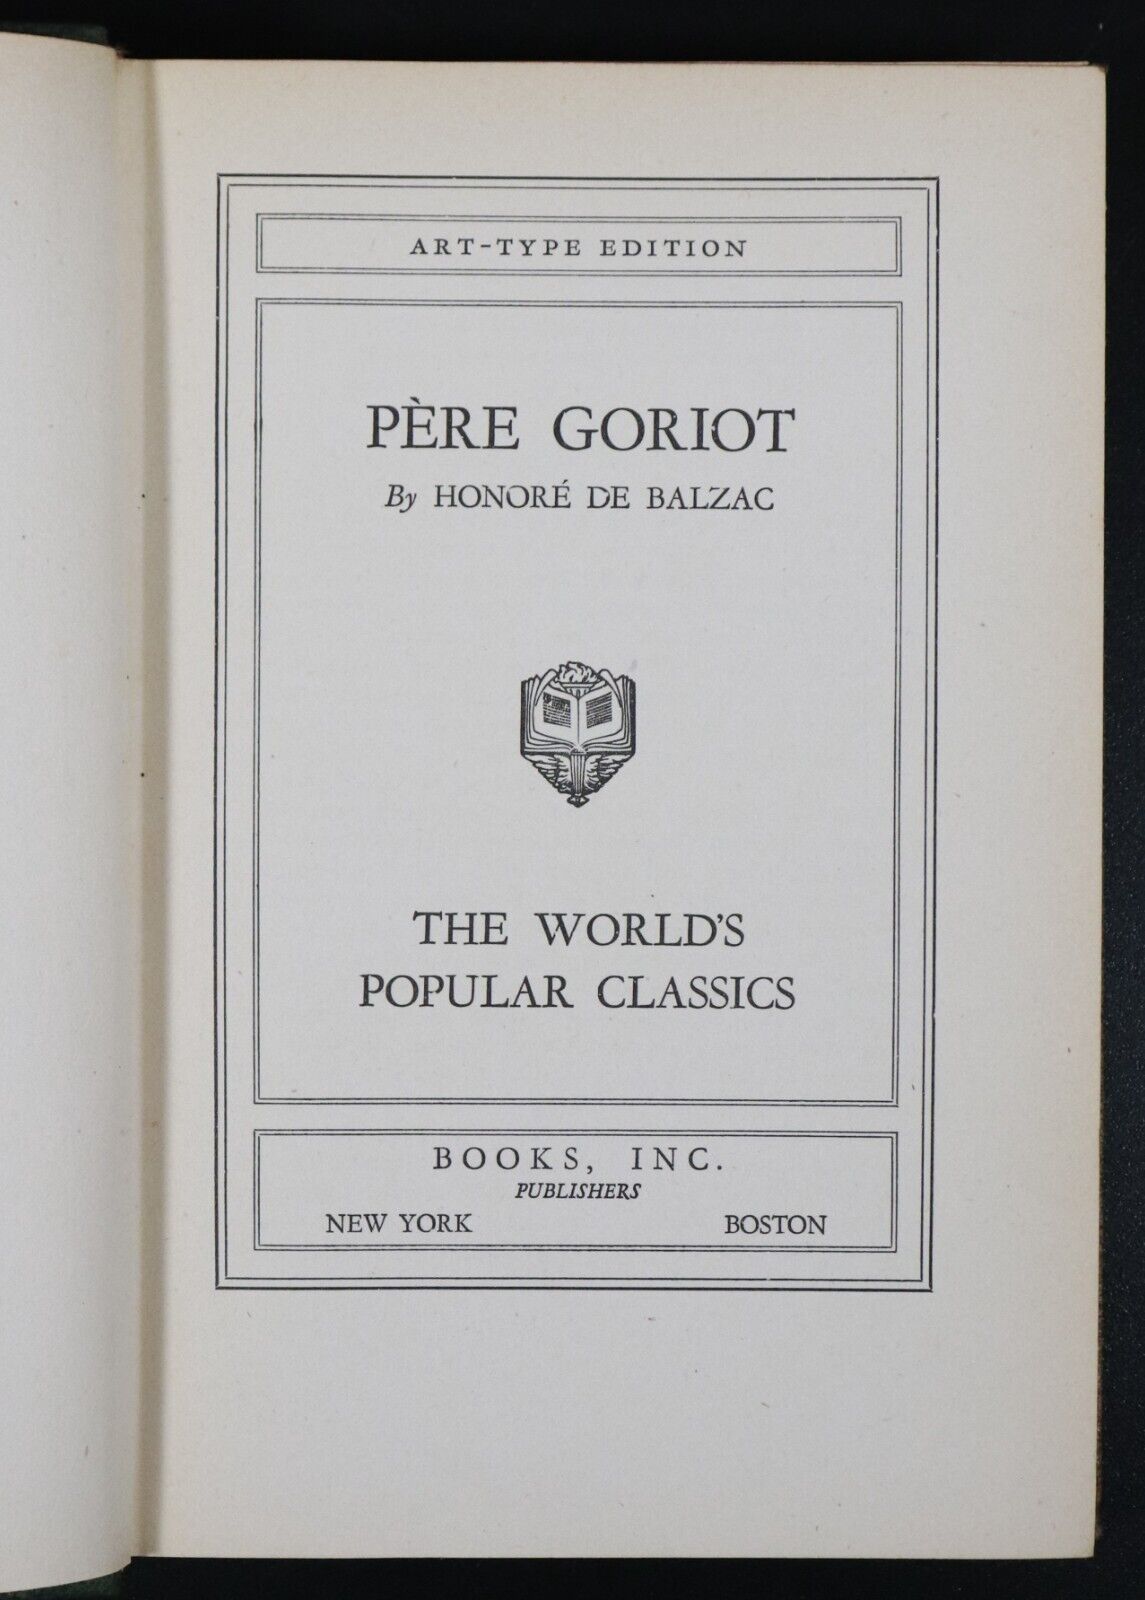 ART-TYPE EDITION
PÈRE GORIOT
By HONORÉ DE BALZAC
THE WORLD'S
POPULAR CLASSICS
BOOKS, INC.
PUBLISHERS
NEW YORK BOSTON